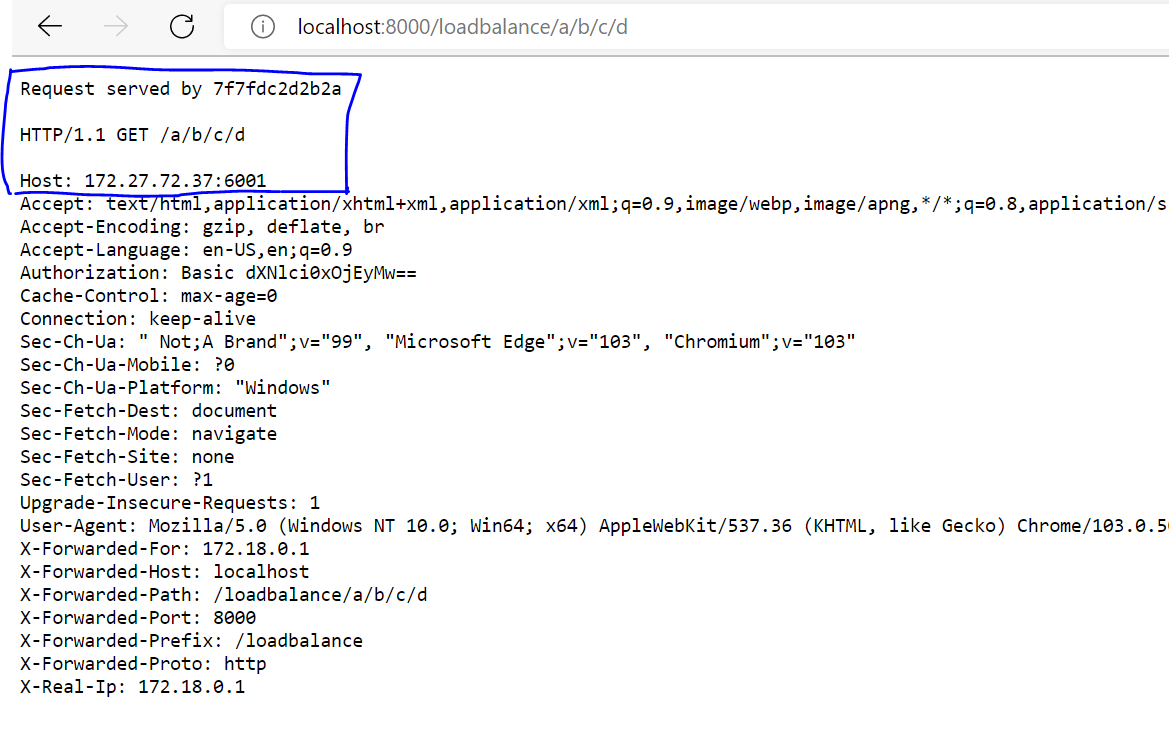 localhost:8000/loadbalance/a/b/c/d
Request served by 7f7fdc2d2b2a
HTTP/1.1 GET /a/b/c/d
Host: 172.27.72.37:6001
Accept: text/html,application/xhtml+xml,application/xml;q=0.9,image/webp,image/apng,*/*;q=0.8,application/s
Accept-Encoding: gzip, deflate, br
Accept-Language: en-US,en;q=0.9
Authorization: Basic dXNlci0xOjEyMw==
Cache-Control: max-age=0
Connection: keep-alive
Sec-Ch-Ua: " Not;A Brand";v="99", "Microsoft Edge";v="103", "Chromium";v="103"
Sec-Ch-Ua-Mobile: ?0
Sec-Ch-Ua-Platform: "Windows"
Sec-Fetch-Dest: document
Sec-Fetch-Mode: navigate
Sec-Fetch-Site: none
Sec-Fetch-User: ?1
Upgrade-Insecure-Requests: 1
User-Agent: Mozilla/5.0 (Windows NT 10.0; Win64; x64) AppleWebKit/537.36 (KHTML, like Gecko) Chrome/103.0.5
X-Forwarded-For: 172.18.0.1
X-Forwarded-Host: localhost
X-Forwarded-Path: /loadbalance/a/b/c/d
X-Forwarded-Port: 8000
X-Forwarded-Prefix: /loadbalance
X-Forwarded-Proto: http
X-Real-Ip: 172.18.0.1